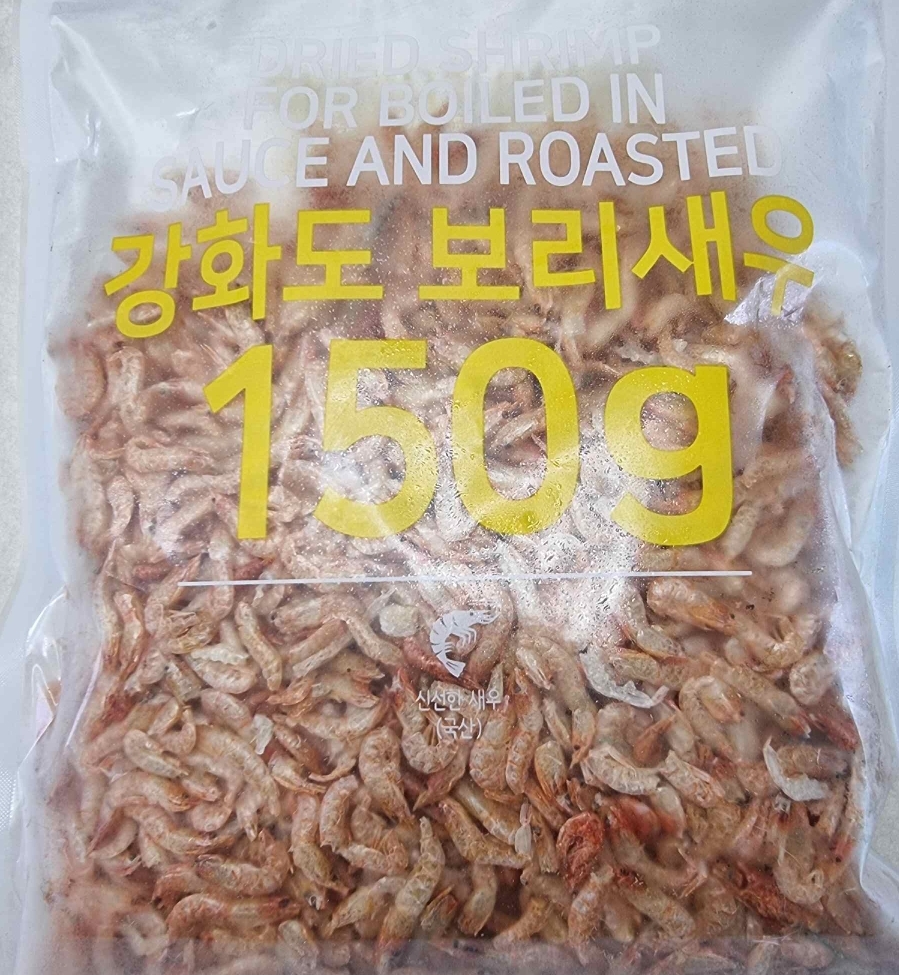 DRIED SHRIMP
FOR BOILED IN
SAUCE AND ROASTED
강화도 보리새우
150g
신선한 새우
(국산)